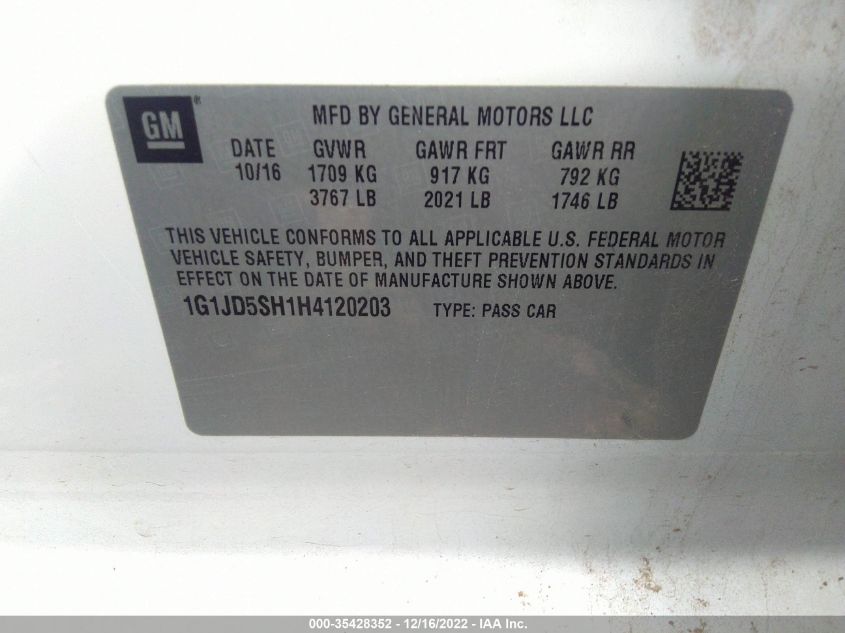 GM®
MFD BY GENERAL MOTORS LLC
DATE GVWR GAWR FRT GAWR RR
10/16 1709 KG 917 KG 792 KG
3767 LB 2021 LB 1746 LB
THIS VEHICLE CONFORMS TO ALL APPLICABLE U.S. FEDERAL MOTOR
VEHICLE SAFETY, BUMPER, AND THEFT PREVENTION STANDARDS IN
EFFECT ON THE DATE OF MANUFACTURE SHOWN ABOVE.
1G1JD5SH1H4120203 TYPE: PASS CAR
000-35428352 - 12/16/2022 - IAA Inc.